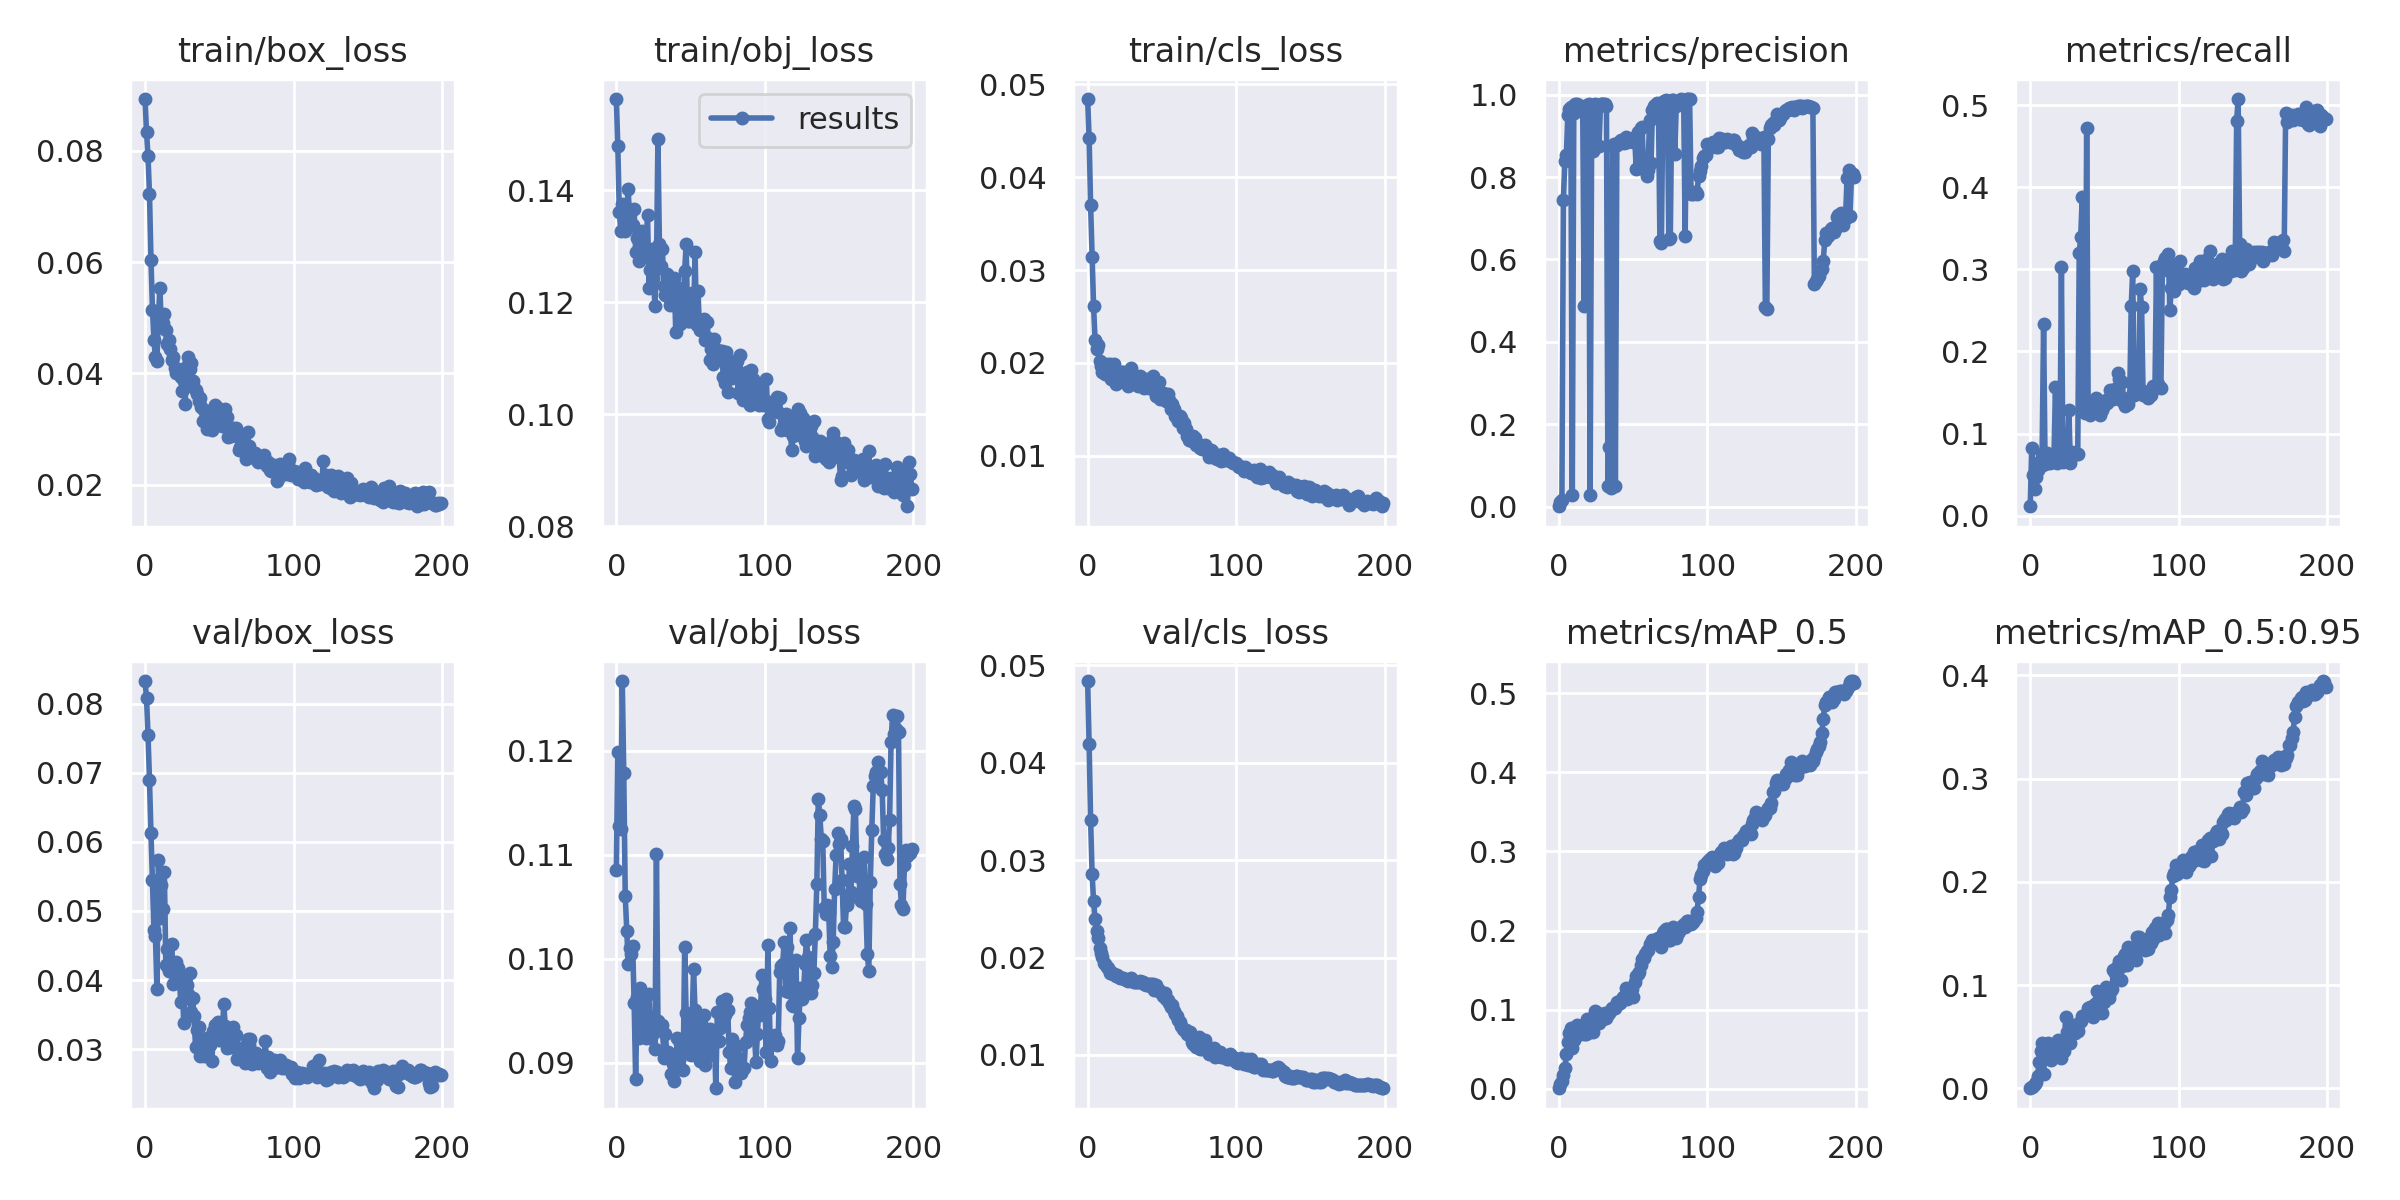 train/box_loss
0.08
0.06
0.04
0.02
0 100 200
train/obj_loss
results
0.14
0.12
0.10
0.08
0 100 200
train/cls_loss
0.05
0.04
0.03
0.02
0.01
0 100 200
metrics/precision
1.0
0.8
0.6
0.4
0.2
0.0
0 100 200
metrics/recall
0.5
0.4
0.3
0.2
0.1
0.0
0 100 200
val/box_loss
0.08
0.07
0.06
0.05
0.04
0.03
0 100 200
val/obj_loss
0.12
0.11
0.10
0.09
0 100 200
val/cls_loss
0.05
0.04
0.03
0.02
0.01
0 100 200
metrics/mAP_0.5
0.5
0.4
0.3
0.2
0.1
0.0
0 100 200
metrics/mAP_0.5:0.95
0.4
0.3
0.2
0.1
0.0
0 100 200